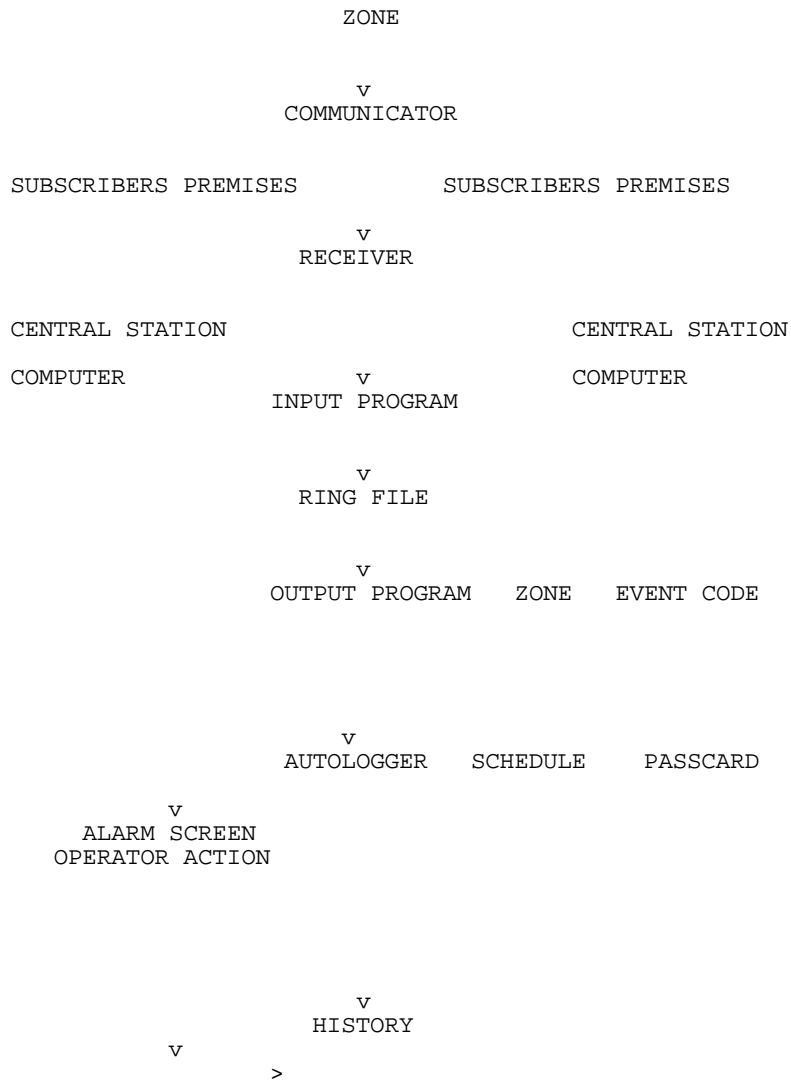 ZONE
v
COMMUNICATOR
SUBSCRIBERS PREMISES SUBSCRIBERS PREMISES
v
RECEIVER
CENTRAL STATION CENTRAL STATION
COMPUTER v COMPUTER
INPUT PROGRAM
v
RING FILE
v
OUTPUT PROGRAM ZONE EVENT CODE
v
AUTOLOGGER SCHEDULE PASSCARD
v
ALARM SCREEN
OPERATOR ACTION
v
HISTORY
v
>